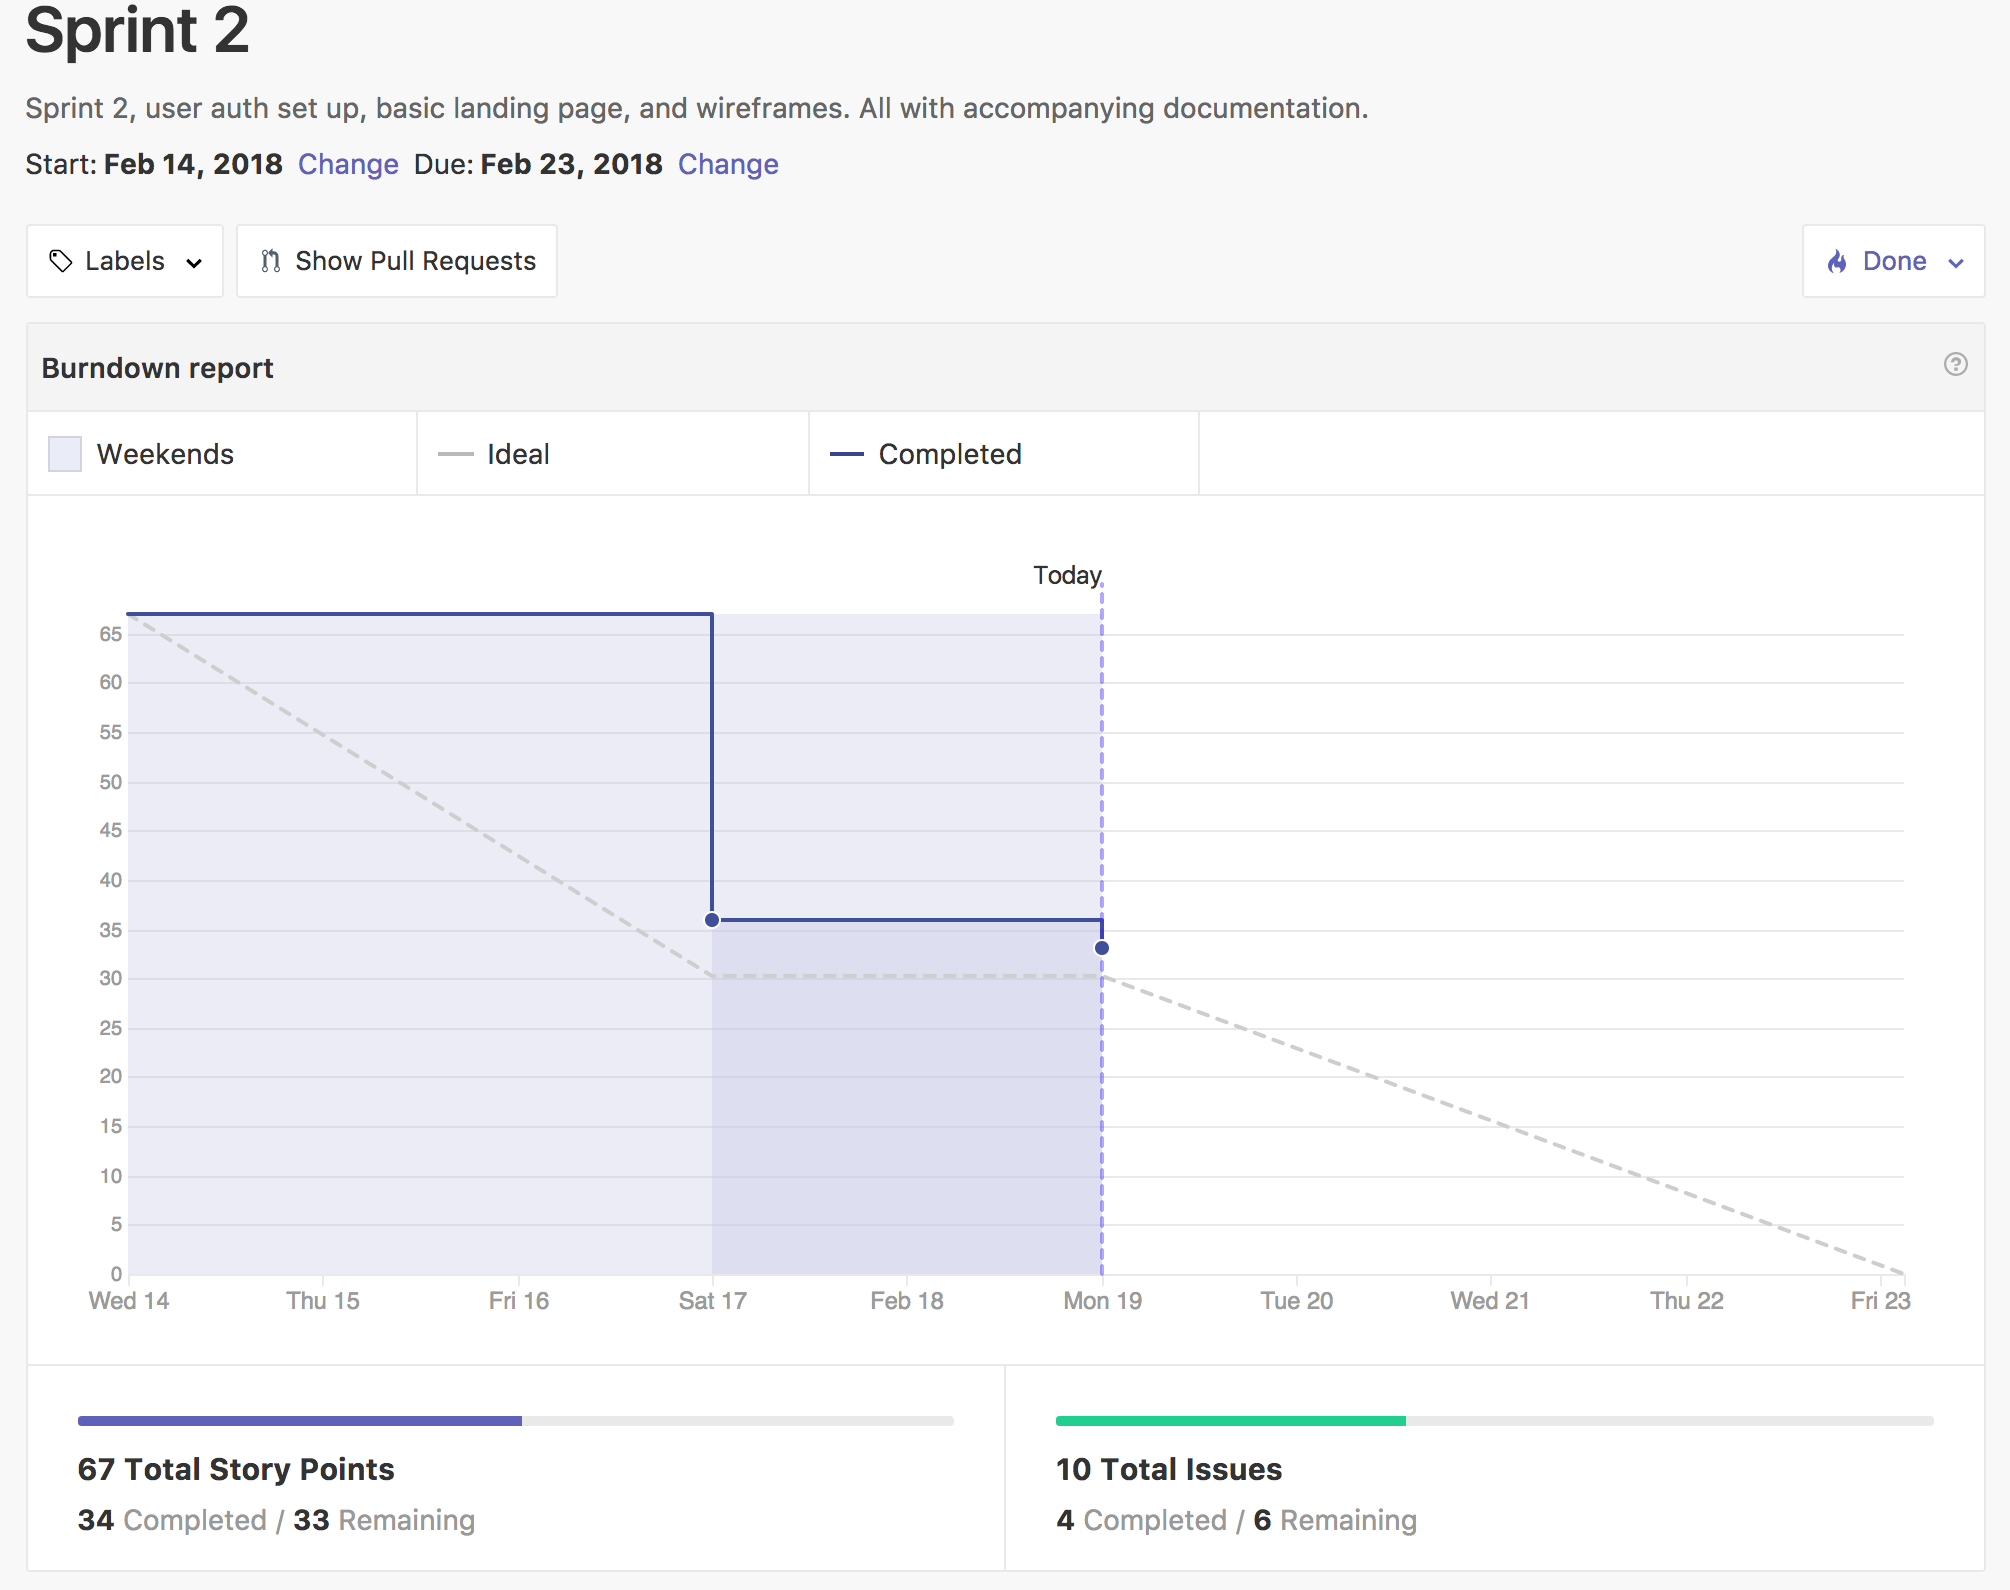 Sprint 2
Sprint 2, user auth set up, basic landing page, and wireframes. All with accompanying documentation.
Start: Feb 14, 2018 Change Due: Feb 23, 2018 Change
Labels Show Pull Requests Done
Burndown report ?
Weekends Ideal Completed
Today
65
60
55
50
45
40
35
30
25
20
15
10
5
0
Wed 14 Thu 15 Fri 16 Sat 17 Feb 18 Mon 19 Tue 20 Wed 21 Thu 22 Fri 23
67 Total Story Points
34 Completed / 33 Remaining
10 Total Issues
4 Completed / 6 Remaining